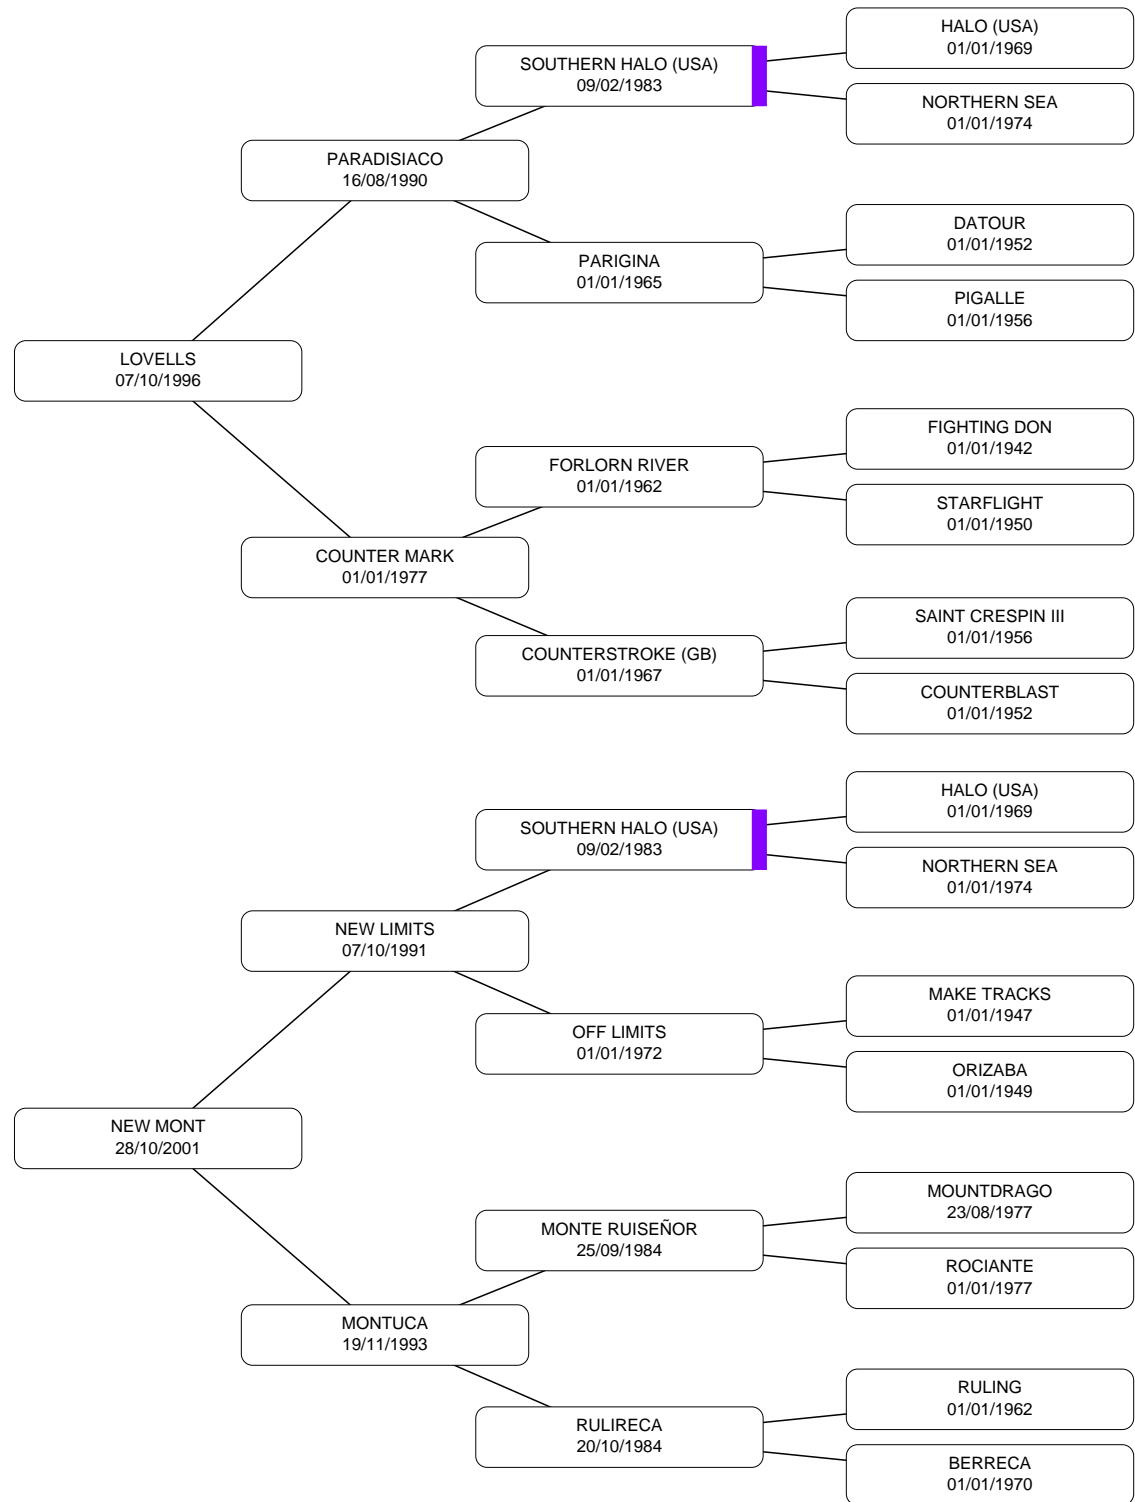 HALO (USA)
01/01/1969
SOUTHERN HALO (USA)
09/02/1983
NORTHERN SEA
01/01/1974
PARADISIACO
16/08/1990
DATOUR
01/01/1952
PARIGINA
01/01/1965
PIGALLE
01/01/1956
LOVELLS
07/10/1996
FIGHTING DON
01/01/1942
FORLORN RIVER
01/01/1962
STARFLIGHT
01/01/1950
COUNTER MARK
01/01/1977
SAINT CRESPIN III
01/01/1956
COUNTERSTROKE (GB)
01/01/1967
COUNTERBLAST
01/01/1952
HALO (USA)
01/01/1969
SOUTHERN HALO (USA)
09/02/1983
NORTHERN SEA
01/01/1974
NEW LIMITS
07/10/1991
MAKE TRACKS
01/01/1947
OFF LIMITS
01/01/1972
ORIZABA
01/01/1949
NEW MONT
28/10/2001
MOUNTDRAGO
23/08/1977
MONTE RUISEÑOR
25/09/1984
ROCIANTE
01/01/1977
MONTUCA
19/11/1993
RULING
01/01/1962
RULIRECA
20/10/1984
BERRECA
01/01/1970